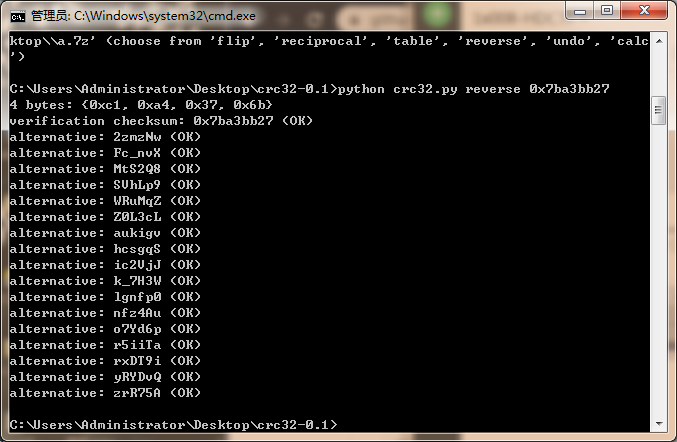 管理员: C:\Windows\system32\cmd.exe
ktop\\a.7z' (choose from 'flip', 'reciprocal', 'table', 'reverse', 'undo', 'calc
')
C:\Users\Administrator\Desktop\crc32-0.1>python crc32.py reverse 0x7ba3bb27
4 bytes: {0xc1, 0xa4, 0x37, 0x6b}
verification checksum: 0x7ba3bb27 (OK)
alternative: 2zmzNw (OK)
alternative: Fc_nvX (OK)
alternative: MtS2Q8 (OK)
alternative: SVhLp9 (OK)
alternative: WRuMqZ (OK)
alternative: Z0L3cL (OK)
alternative: aukigv (OK)
alternative: hcsgqS (OK)
alternative: ic2VjJ (OK)
alternative: k_7H3W (OK)
alternative: lgnfp0 (OK)
alternative: nfz4Au (OK)
alternative: o7Yd6p (OK)
alternative: r5iiTa (OK)
alternative: rxDT9i (OK)
alternative: yRYDvQ (OK)
alternative: zrR75A (OK)
C:\Users\Administrator\Desktop\crc32-0.1>